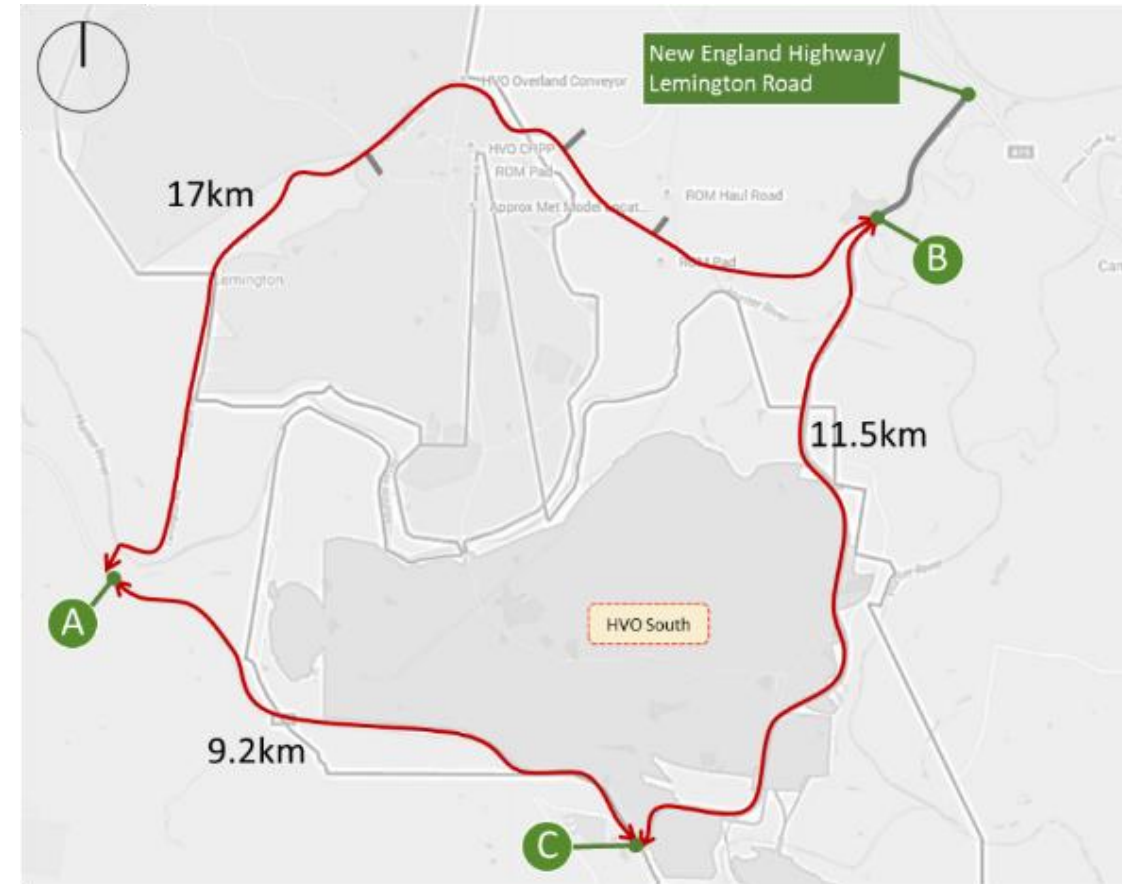 New England Highway/
Lemington Road
HVO Overland Conveyor
17km
HVO CHPP
ROM Pad
ROM Haul Road
Approx Met Model Locat...
B
ROM Pad
Lemington
11.5km
HVO South
A
9.2km
C